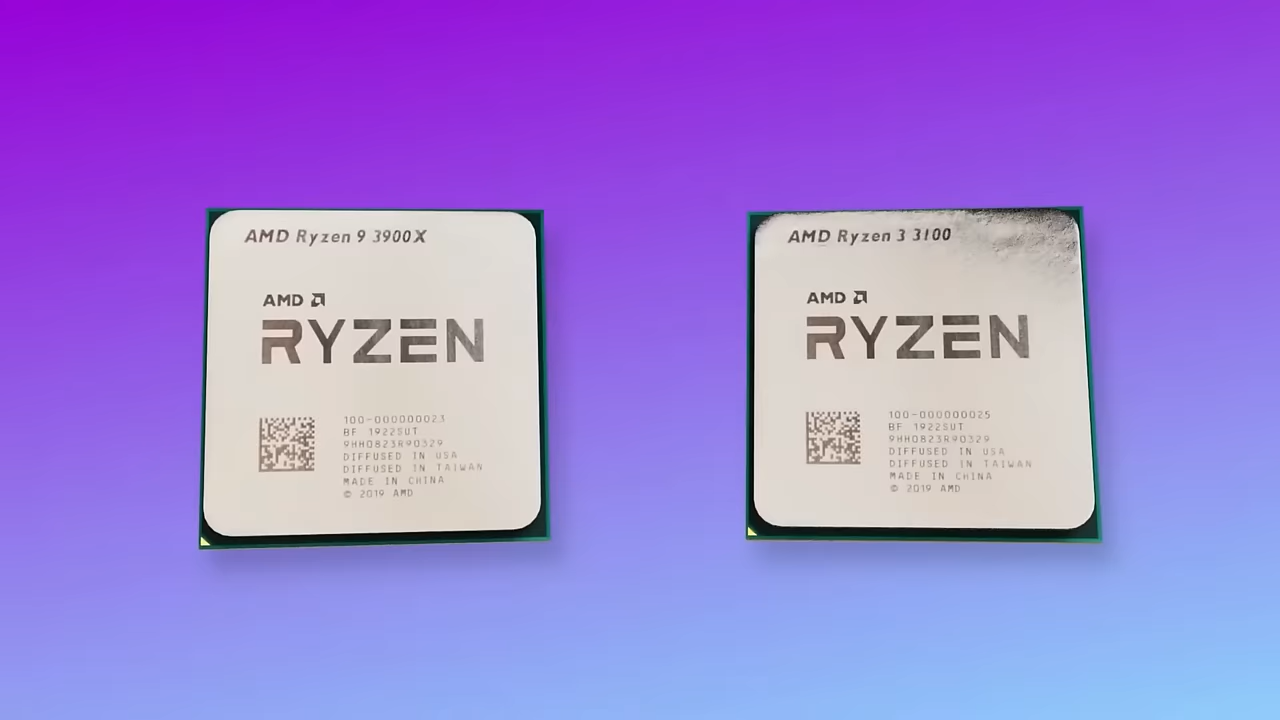 AMD Ryzen 9 3900X
AMD
RYZEN
100-000000023
BF 1922SUT
9HH0823R90329
DIFFUSED IN USA
DIFFUSED IN TAIWAN
MADE IN CHINA
© 2019 AMD
AMD Ryzen 3 3100
AMD
RYZEN
100-000000025
BF 1922SUT
9HH0823R90329
DIFFUSED IN USA
DIFFUSED IN TAIWAN
MADE IN CHINA
© 2019 AMD